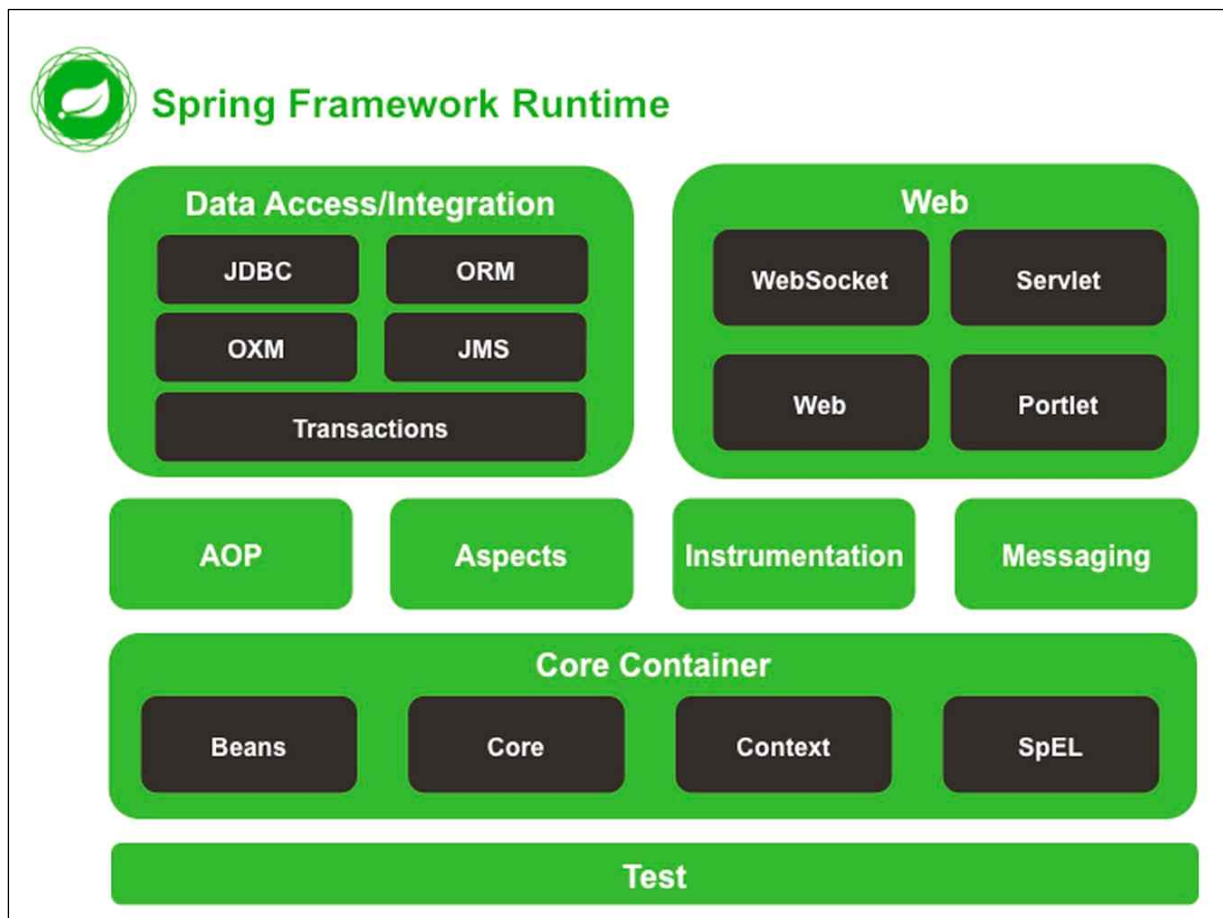 Spring Framework Runtime
Data Access/Integration
JDBC ORM
OXM JMS
Transactions
Web
WebSocket Servlet
Web Portlet
AOP Aspects Instrumentation Messaging
Core Container
Beans Core Context SpEL
Test